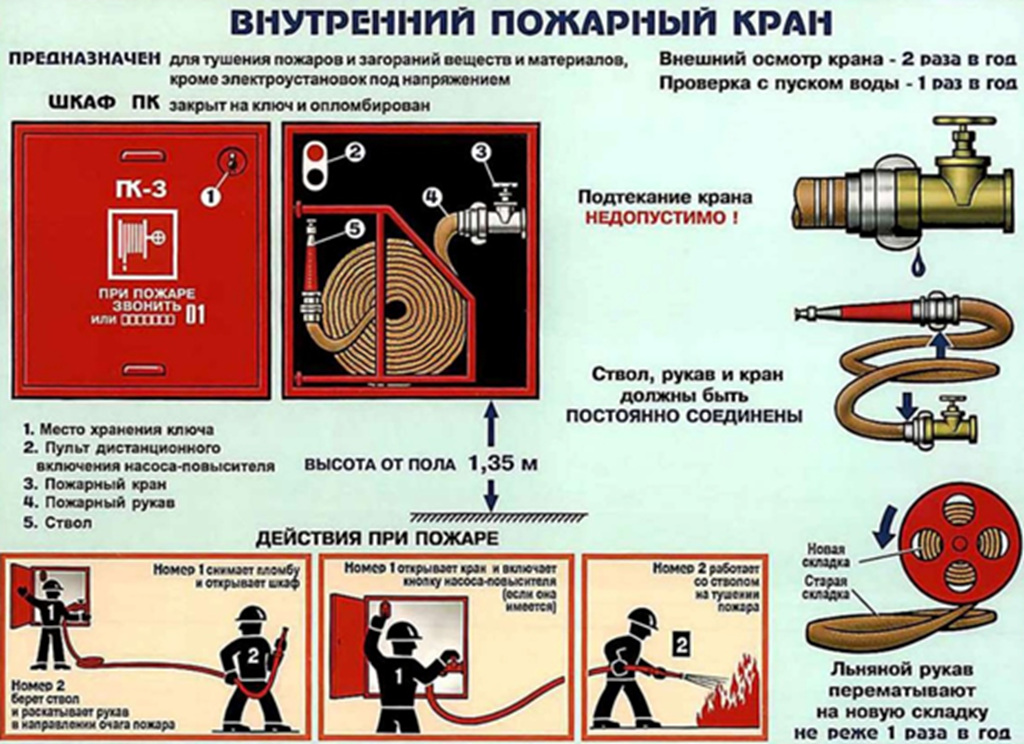 ВНУТРЕННИЙ ПОЖАРНЫЙ КРАН
ПРЕДНАЗНАЧЕН для тушения пожаров и загораний веществ и материалов,
кроме электроустановок под напряжением
ШКАФ ПК закрыт на ключ и опломбирован
Внешний осмотр крана - 2 раза в год
Проверка с пуском воды - 1 раз в год
ПК-3
1
ПРИ ПОЖАРЕ
ЗВОНИТЬ
ИЛИ 01
2
3
4
5
Подтекание крана
НЕДОПУСТИМО !
Ствол, рукав и кран
должны быть
ПОСТОЯННО СОЕДИНЕНЫ
1. Место хранения ключа
2. Пульт дистанционного
включения насоса-повысителя
3. Пожарный кран
4. Пожарный рукав
5. Ствол
ВЫСОТА ОТ ПОЛА 1,35 м
ДЕЙСТВИЯ ПРИ ПОЖАРЕ
Номер 1 снимает пломбу
и открывает шкаф
1
2
Номер 2
берет ствол
и раскатывает рукав
в направлении очага пожара
Номер 1 открывает кран и включает
кнопку насоса-повысителя
(если она
имеется)
1
Номер 2 работает
со стволом
на тушении
пожара
2
Новая
складка
Старая
складка
Льняной рукав
перематывают
на новую складку
не реже 1 раза в год